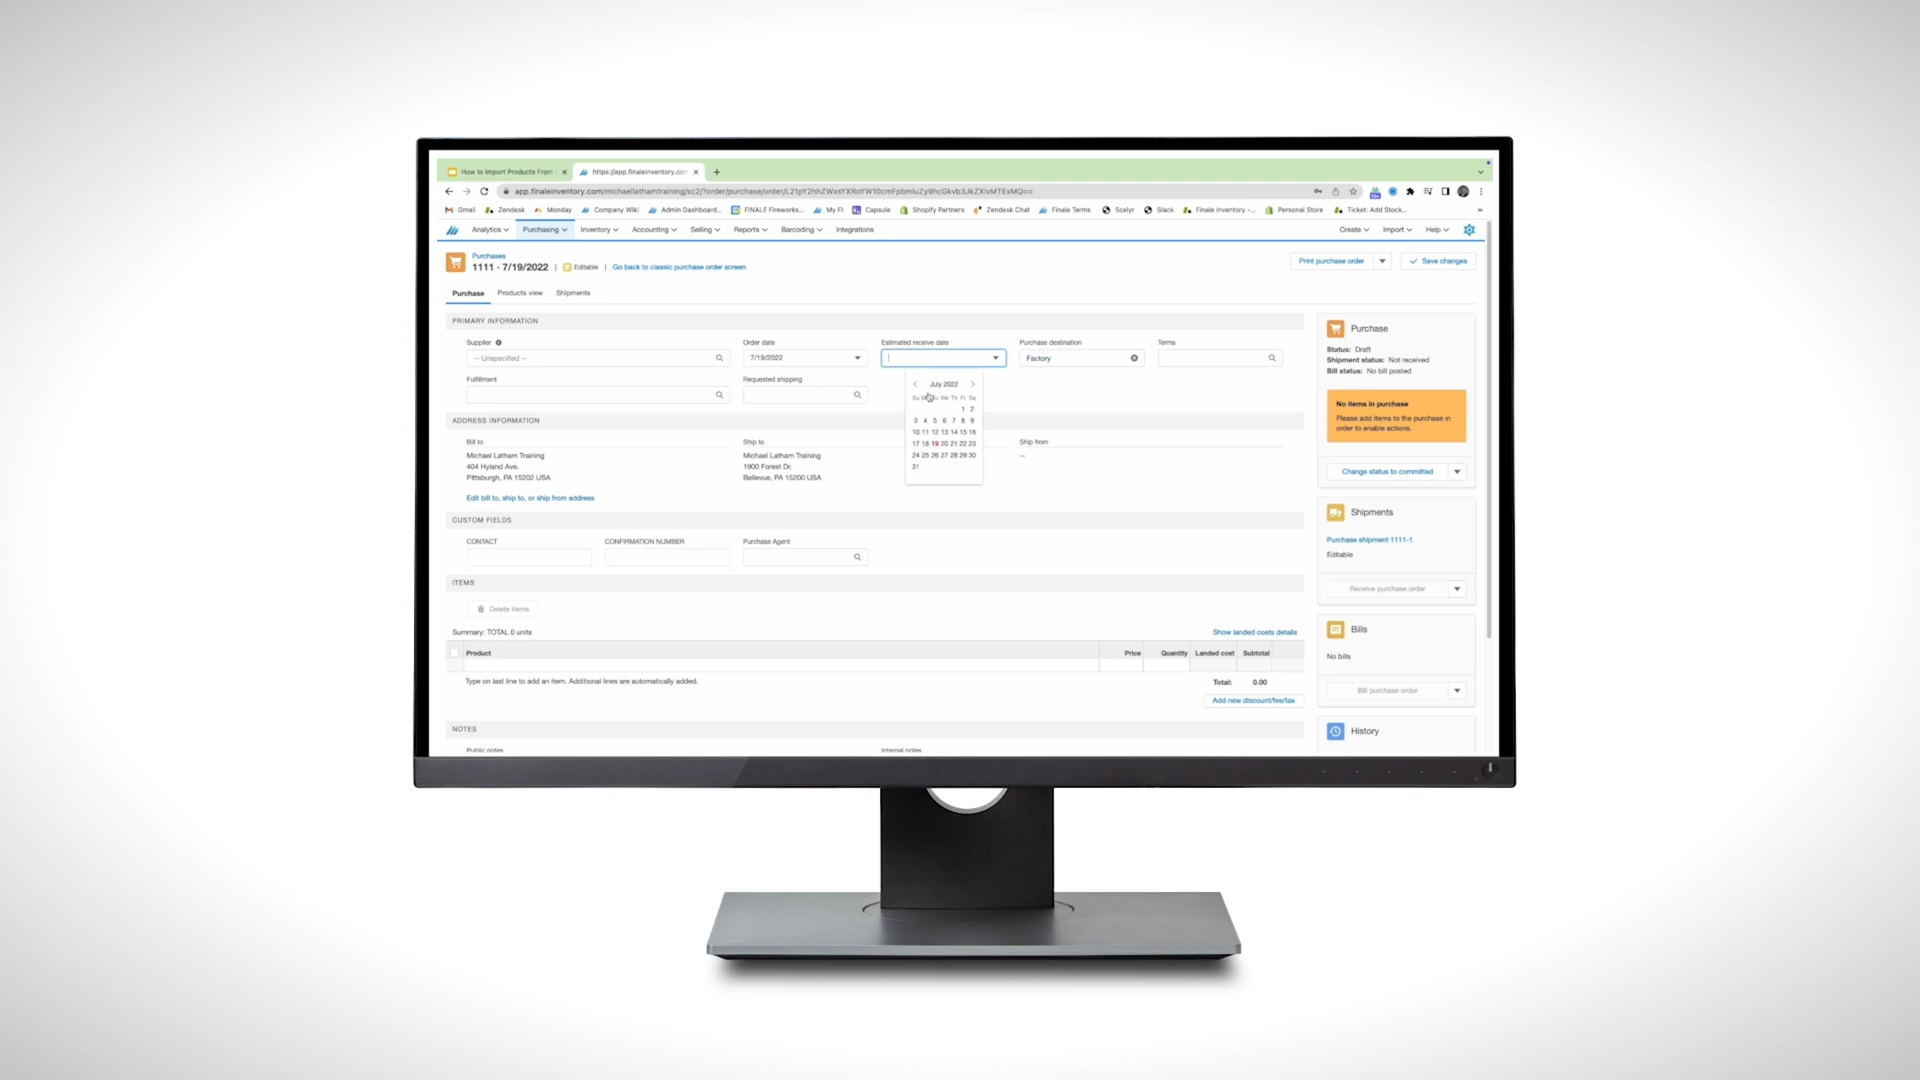 How to Import Products From
https://app.finaleinventory.com
app.finaleinventory.com/michaellathamtraining/sc2/?order/purchase/order/
Gmail Zendesk Monday Company Wiki Admin Dashboard... FINALE Fireworks... My FI Capsule Shopify Partners Zendesk Chat Finale Terms Scalyr Slack Finale Inventory -... Personal Store Ticket: Add Stock... »
Analytics Purchasing Inventory Accounting Selling Reports Barcoding Integrations Create Import Help
Purchases
1111 - 7/19/2022 | Editable | Go back to classic purchase order screen
Print purchase order Save changes
Purchase Products view Shipments
PRIMARY INFORMATION
Supplier Order date Estimated receive date Purchase destination Terms
-- Unspecified -- 7/19/2022 Factory
Fulfillment Requested shipping
July 2022
Su We Th Fr Sa
1 2
3 4 5 6 7 8 9
10 11 12 13 14 15 16
17 18 19 20 21 22 23
24 25 26 27 28 29 30
31
ADDRESS INFORMATION
Bill to Ship to Ship from
Michael Latham Training Michael Latham Training --
404 Hyland Ave. 1900 Forest Dr.
Pittsburgh, PA 15202 USA Bellevue, PA 15200 USA
Edit bill to, ship to, or ship from address
CUSTOM FIELDS
CONTACT CONFIRMATION NUMBER Purchase Agent
ITEMS
Delete items
Summary: TOTAL 0 units Show landed costs details
Product Price Quantity Landed cost Subtotal
Type on last line to add an item. Additional lines are automatically added. Total: 0.00
Add new discount/fee/tax
NOTES
Public notes Internal notes
Purchase
Status: Draft
Shipment status: Not received
Bill status: No bill posted
No items in purchase
Please add items to the purchase in
order to enable actions.
Change status to committed
Shipments
Purchase shipment 1111-1
Editable
Receive purchase order
Bills
No bills
Bill purchase order
History